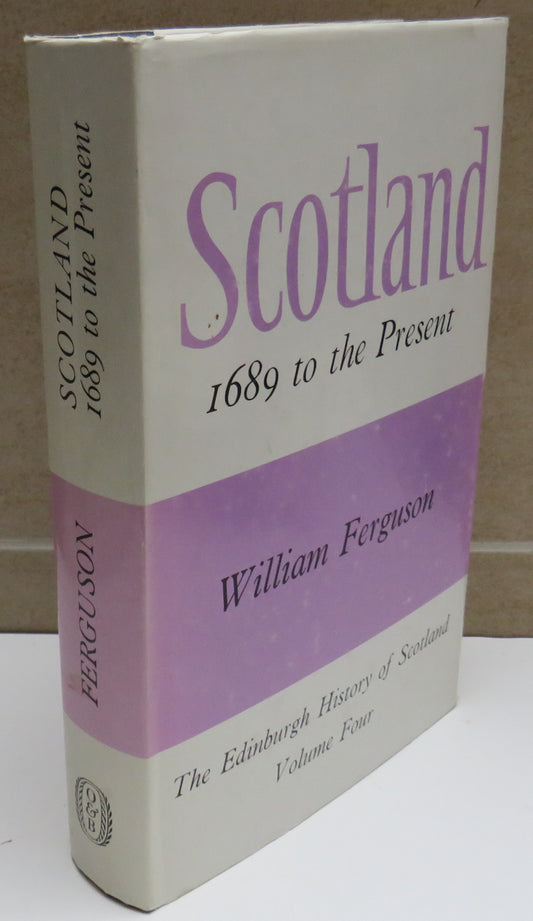 SCOTLAND
1689 to the Present
FERGUSON
Scotland
1689 to the Present
William Ferguson
The Edinburgh History of Scotland
Volume Four